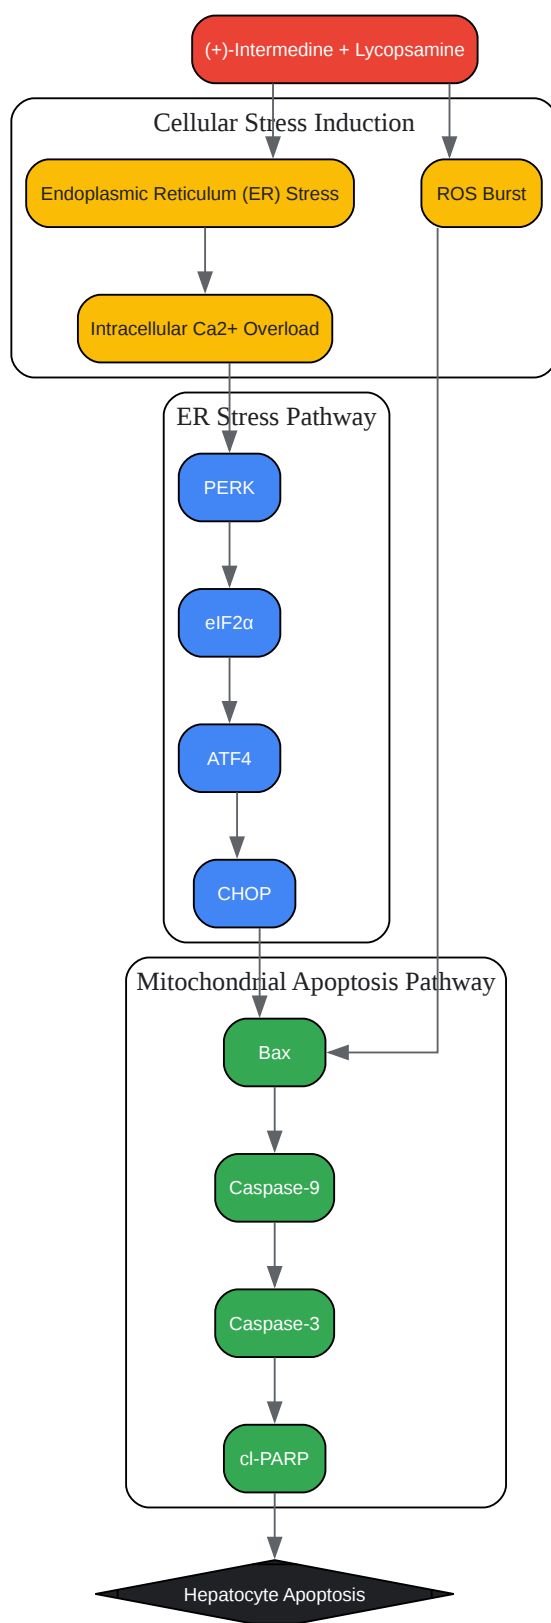 (+)-Intermedine + Lycopsamine
Cellular Stress Induction
Endoplasmic Reticulum (ER) Stress
ROS Burst
Intracellular Ca2+ Overload
ER Stress Pathway
PERK
eIF2α
ATF4
CHOP
Mitochondrial Apoptosis Pathway
Bax
Caspase-9
Caspase-3
cl-PARP
Hepatocyte Apoptosis